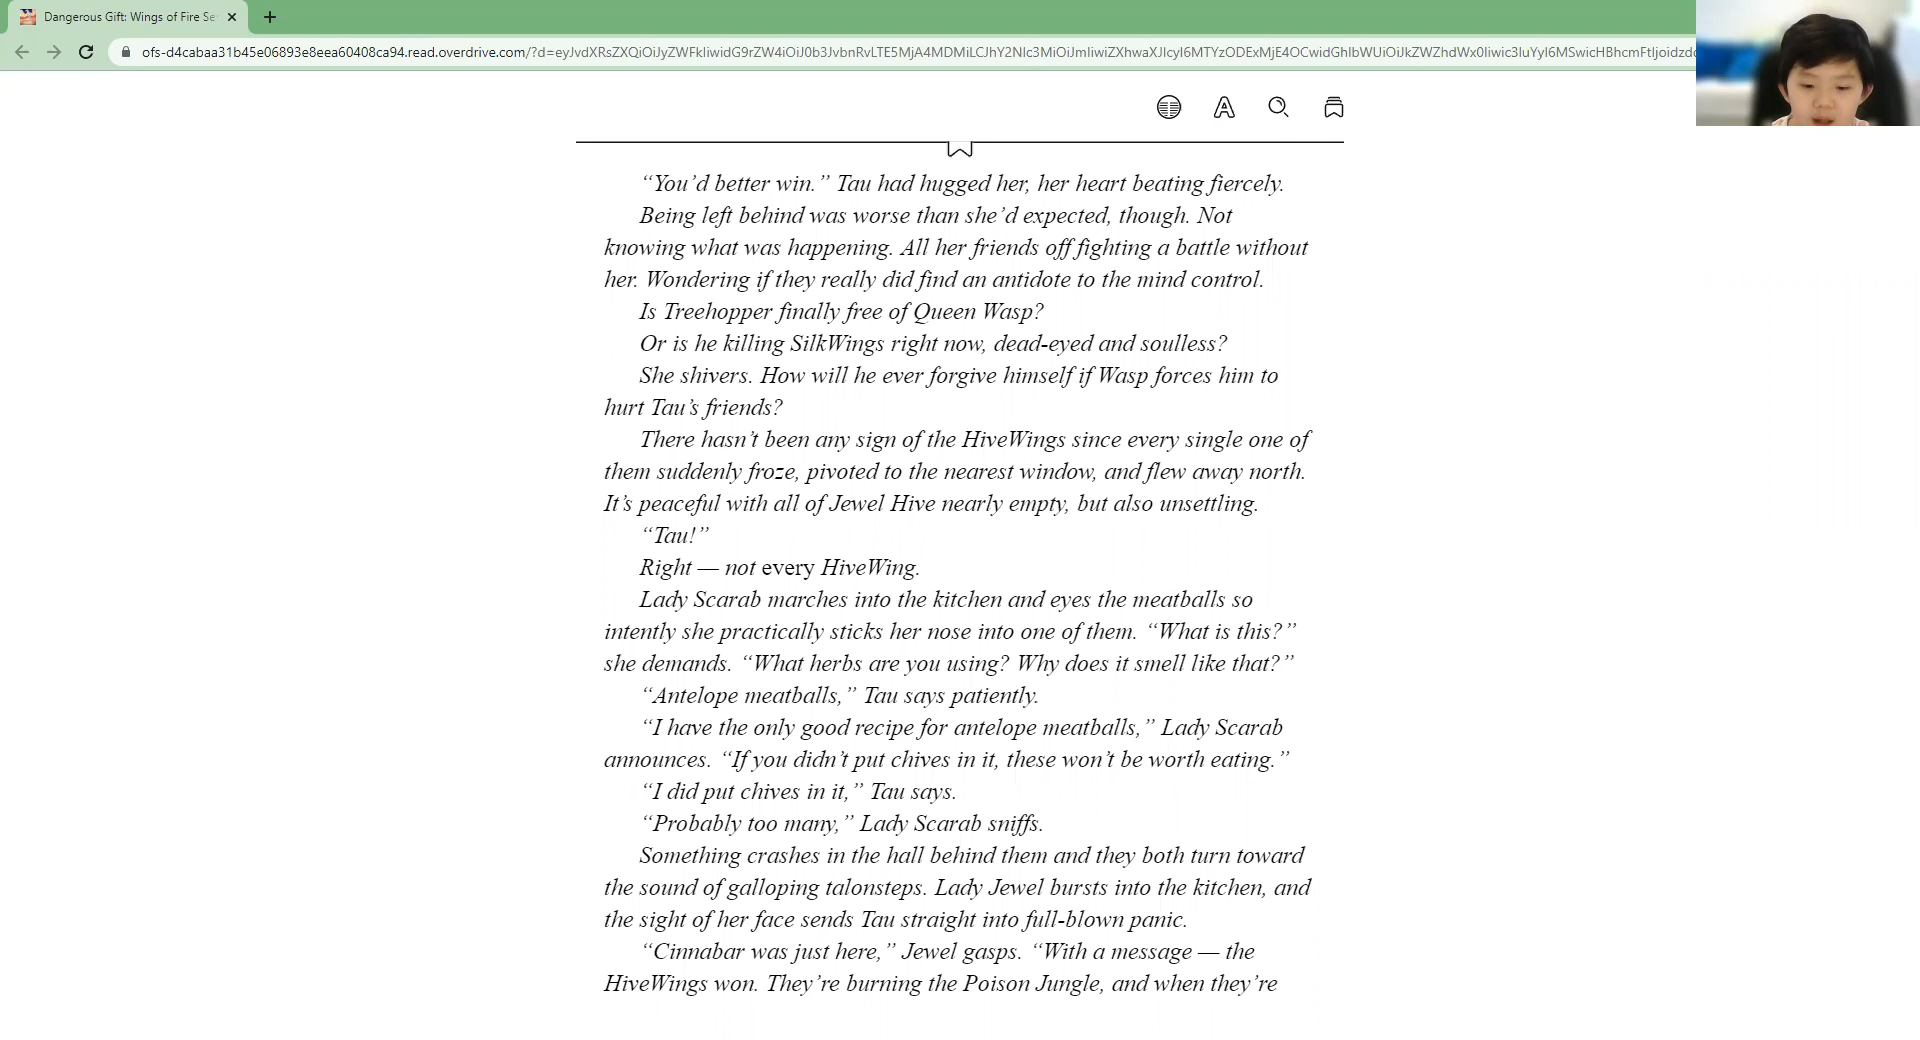 Dangerous Gift: Wings of Fire Se
ofs-d4cabaa31b45e06893e8eea60408ca94.read.overdrive.com
“You’d better win.” Tau had hugged her, her heart beating fiercely.
Being left behind was worse than she’d expected, though. Not
knowing what was happening. All her friends off fighting a battle without
her. Wondering if they really did find an antidote to the mind control.
Is Treehopper finally free of Queen Wasp?
Or is he killing SilkWings right now, dead-eyed and soulless?
She shivers. How will he ever forgive himself if Wasp forces him to
hurt Tau’s friends?
There hasn’t been any sign of the HiveWings since every single one of
them suddenly froze, pivoted to the nearest window, and flew away north.
It’s peaceful with all of Jewel Hive nearly empty, but also unsettling.
“Tau!”
Right — not every HiveWing.
Lady Scarab marches into the kitchen and eyes the meatballs so
intently she practically sticks her nose into one of them. “What is this?”
she demands. “What herbs are you using? Why does it smell like that?”
“Antelope meatballs,” Tau says patiently.
“I have the only good recipe for antelope meatballs,” Lady Scarab
announces. “If you didn’t put chives in it, these won’t be worth eating.”
“I did put chives in it,” Tau says.
“Probably too many,” Lady Scarab sniffs.
Something crashes in the hall behind them and they both turn toward
the sound of galloping talonsteps. Lady Jewel bursts into the kitchen, and
the sight of her face sends Tau straight into full-blown panic.
“Cinnabar was just here,” Jewel gasps. “With a message — the
HiveWings won. They’re burning the Poison Jungle, and when they’re